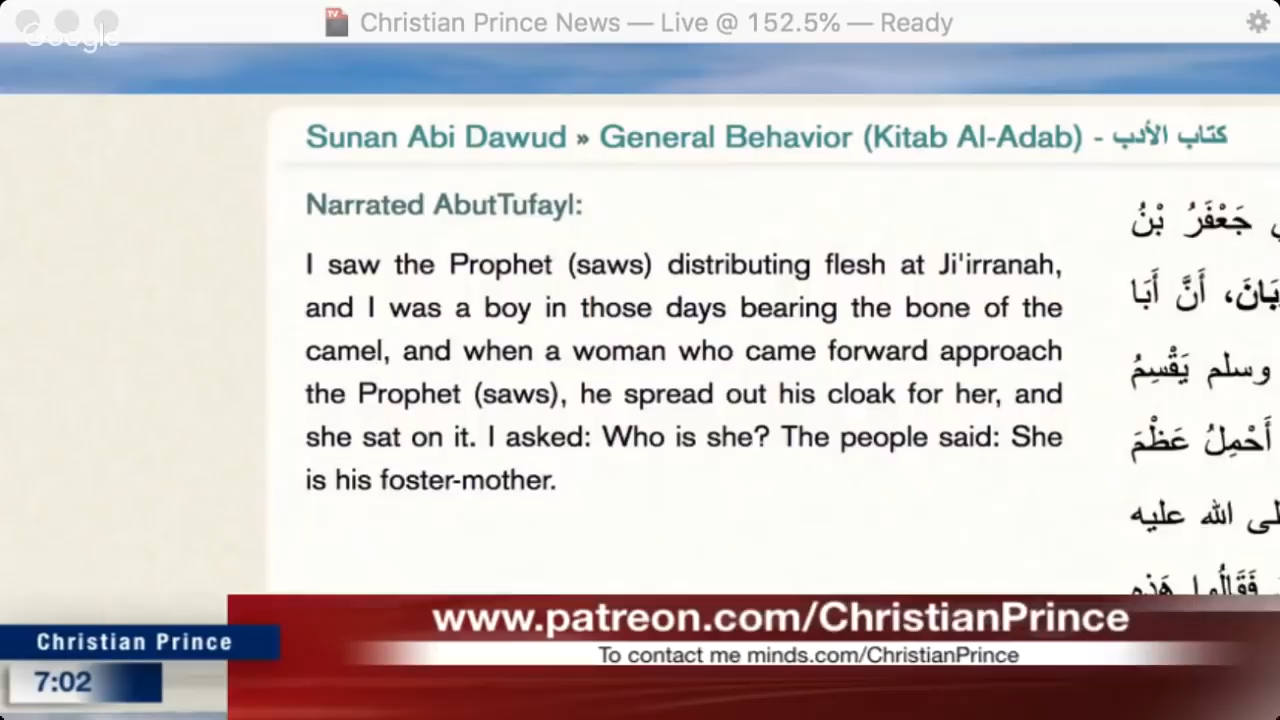 Christian Prince News — Live @ 152.5% — Ready
Google
Sunan Abi Dawud » General Behavior (Kitab Al-Adab) - كتاب الأدب
Narrated AbutTufayl:
I saw the Prophet (saws) distributing flesh at Ji'irranah,
and I was a boy in those days bearing the bone of the
camel, and when a woman who came forward approach
the Prophet (saws), he spread out his cloak for her, and
she sat on it. I asked: Who is she? The people said: She
is his foster-mother.
جَعْفَرُ بْنُ
أَنَّ أَبَا
وسلم يَقْسِمُ
أَحْمِلُ عَظْمَ
الله عليه
فَقَالُوا هَذِهِ
www.patreon.com/ChristianPrince
To contact me minds.com/ChristianPrince
Christian Prince
7:02